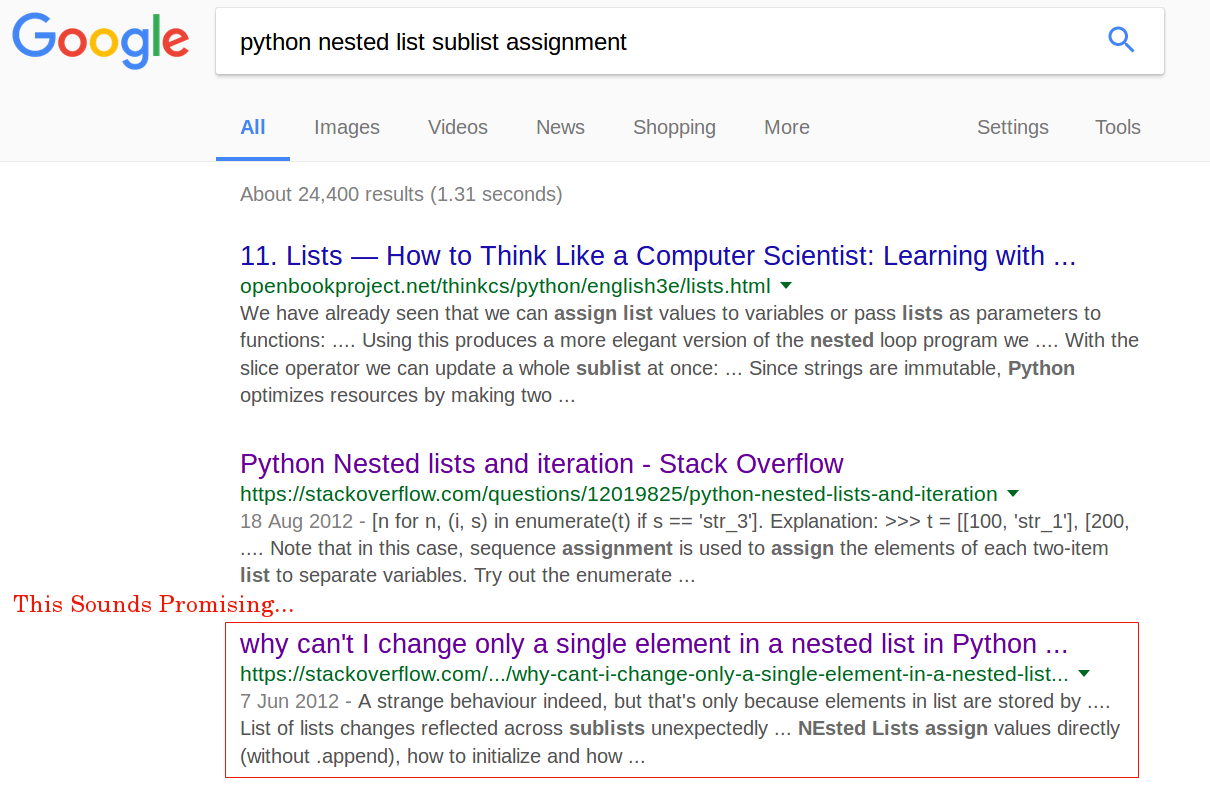 Google
python nested list sublist assignment
All Images Videos News Shopping More Settings Tools
About 24,400 results (1.31 seconds)
11. Lists — How to Think Like a Computer Scientist: Learning with ...
openbookproject.net/thinkcs/python/english3e/lists.html
We have already seen that we can assign list values to variables or pass lists as parameters to
functions: .... Using this produces a more elegant version of the nested loop program we .... With the
slice operator we can update a whole sublist at once: ... Since strings are immutable, Python
optimizes resources by making two ...
Python Nested lists and iteration - Stack Overflow
https://stackoverflow.com/questions/12019825/python-nested-lists-and-iteration
18 Aug 2012 - [n for n, (i, s) in enumerate(t) if s == 'str_3']. Explanation: >>> t = [[100, 'str_1'], [200,
.... Note that in this case, sequence assignment is used to assign the elements of each two-item
list to separate variables. Try out the enumerate ...
This Sounds Promising...
why can't I change only a single element in a nested list in Python ...
https://stackoverflow.com/.../why-cant-i-change-only-a-single-element-in-a-nested-list...
7 Jun 2012 - A strange behaviour indeed, but that's only because elements in list are stored by ....
List of lists changes reflected across sublists unexpectedly ... NEsted Lists assign values directly
(without .append), how to initialize and how ...